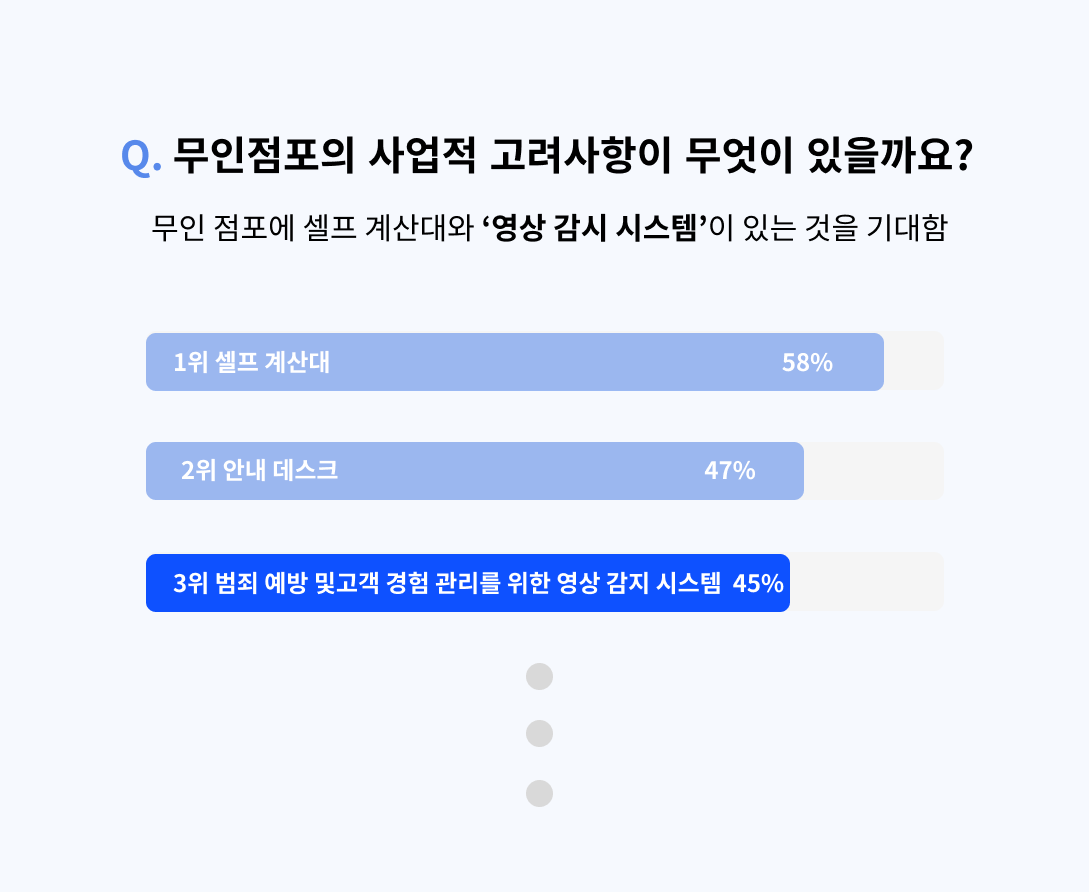 Q. 무인점포의 사업적 고려사항이 무엇이 있을까요?
무인 점포에 셀프 계산대와 ‘영상 감시 시스템’이 있는 것을 기대함
1위 셀프 계산대 58%
2위 안내 데스크 47%
3위 범죄 예방 및고객 경험 관리를 위한 영상 감지 시스템 45%